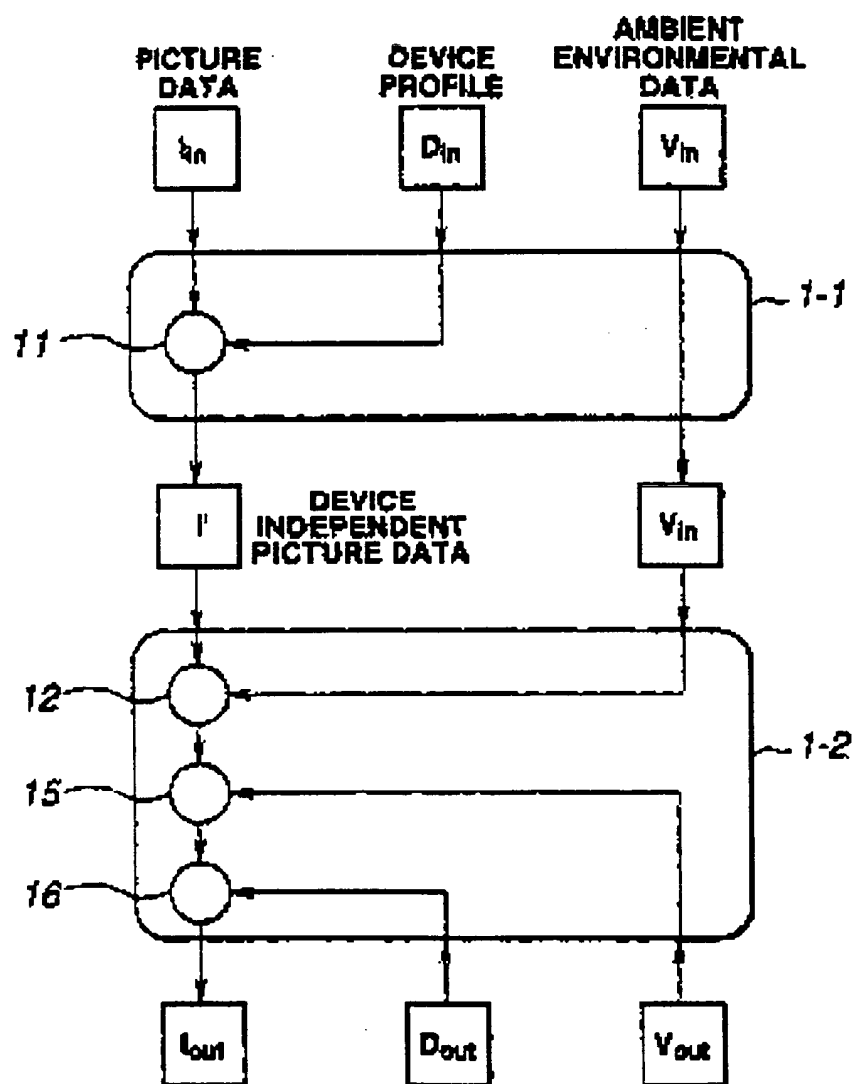 PICTURE
DATA
DEVICE
PROFILE
AMBIENT
ENVIRONMENTAL
DATA
Iin
Din
Vin
1-1
11
I'
DEVICE
INDEPENDENT
PICTURE DATA
Vin
12
1-2
15
16
Iout
Dout
Vout